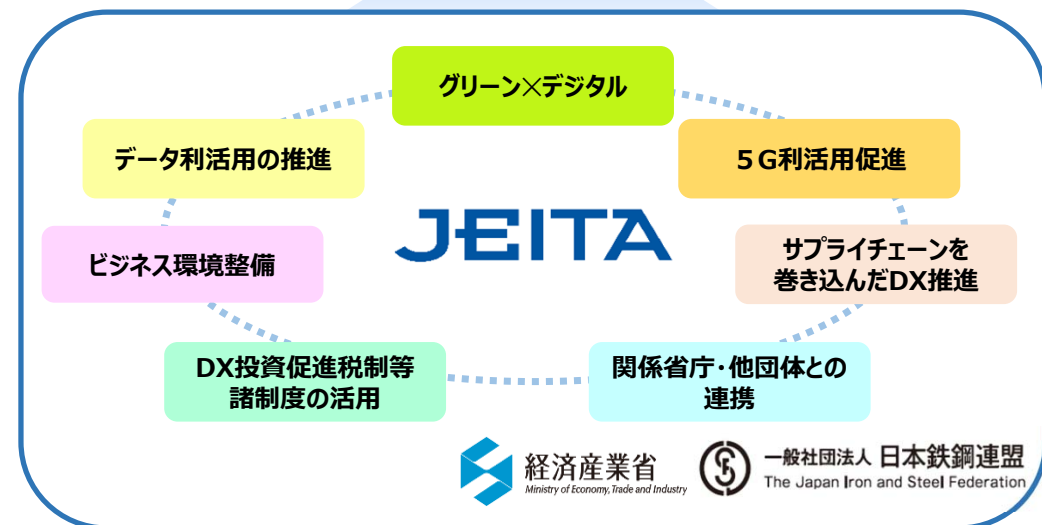 グリーン×デジタル
データ利活用の推進
5G利活用促進
JEITA
ビジネス環境整備
サプライチェーンを
巻き込んだDX推進
DX投資促進税制等
諸制度の活用
関係省庁・他団体との
連携
経済産業省
Ministry of Economy, Trade and Industry
一般社団法人 日本鉄鋼連盟
The Japan Iron and Steel Federation